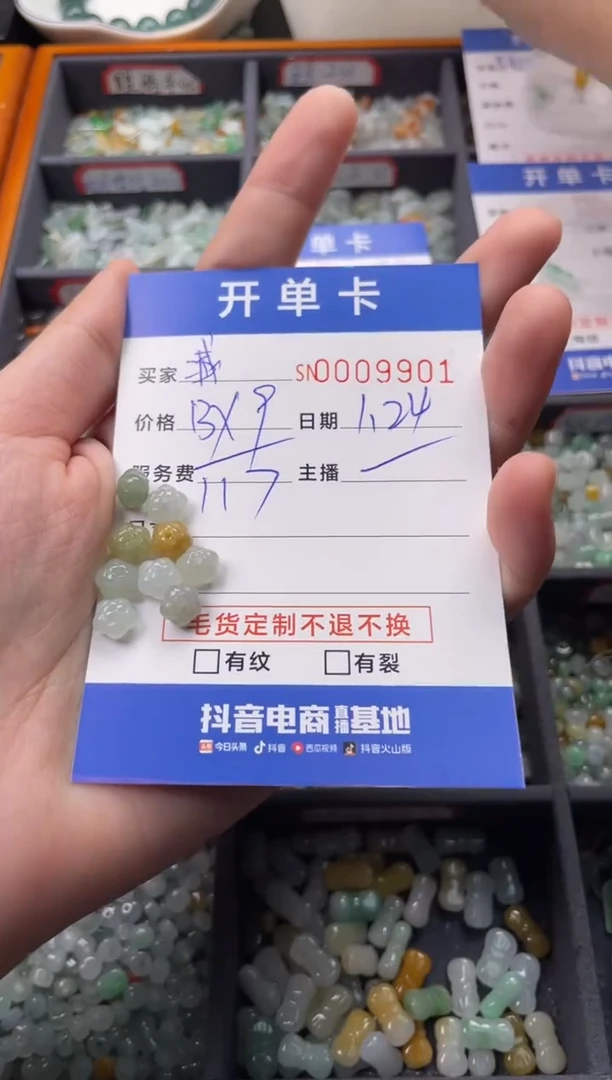 开单卡
买家 SN0009901
价格 13X9 日期 1.24
服务费 117 主播
毛货定制不退不换
□有纹 □有裂
抖音电商直播基地
今日头条 抖音 西瓜视频 抖音火山版
单卡
开单卡